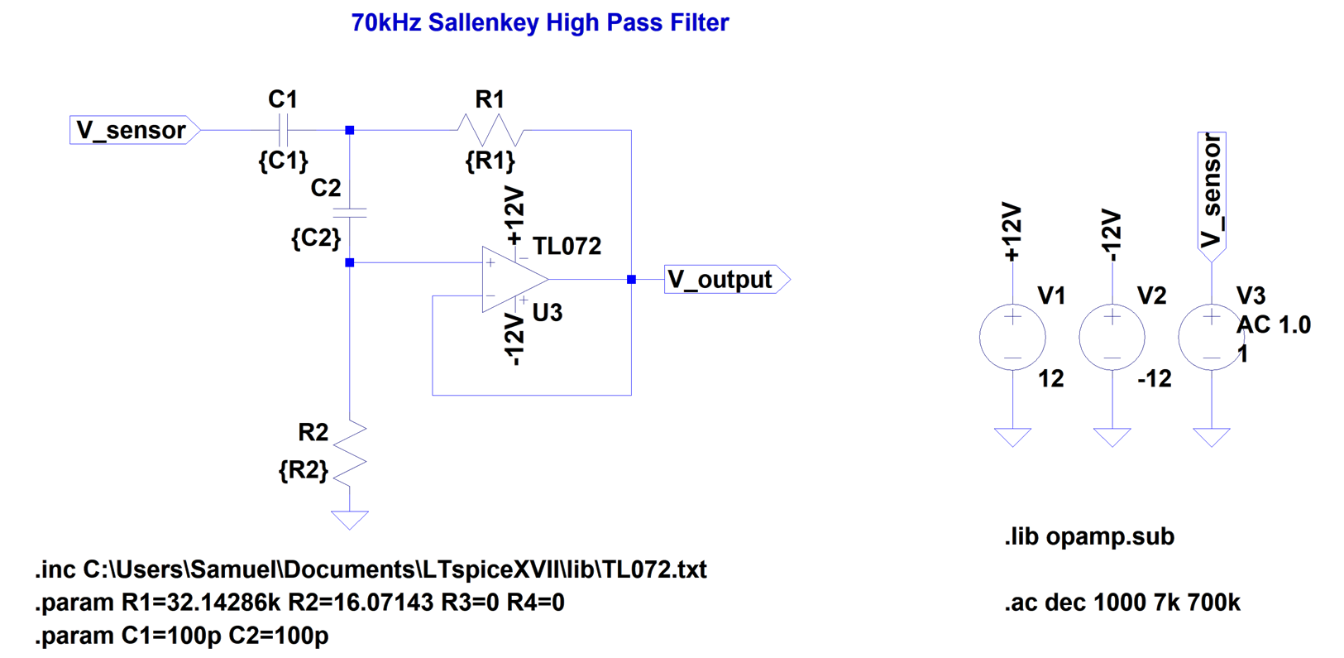 70kHz Sallenkey High Pass Filter
C1
R1
V_sensor
{C1}
{R1}
C2
{C2}
+12V
TL072
V_output
U3
-12V
R2
{R2}
V_sensor
+12V
-12V
V1
V2
V3
AC 1.0
1
12
-12
.lib opamp.sub
.inc C:\Users\Samuel\Documents\LTspiceXVII\lib\TL072.txt
.param R1=32.14286k R2=16.07143 R3=0 R4=0
.ac dec 1000 7k 700k
.param C1=100p C2=100p